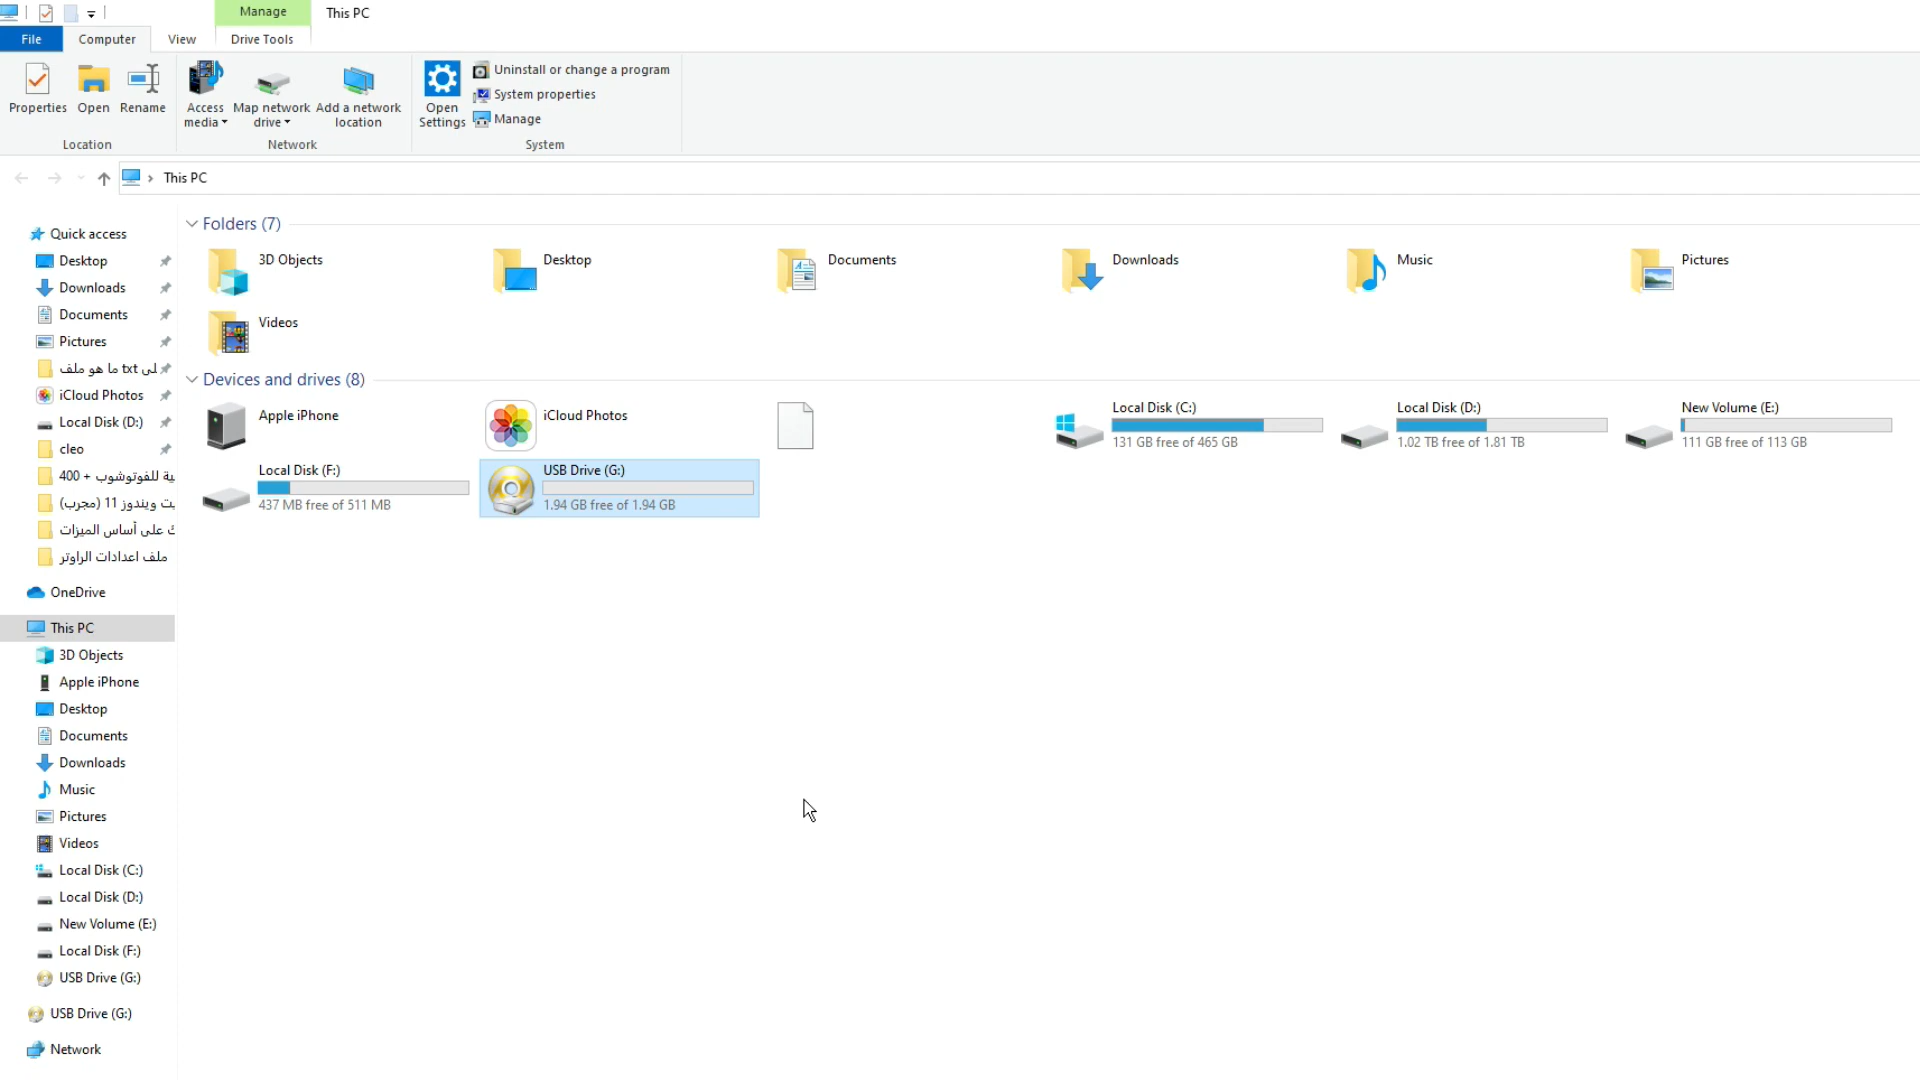 Manage
This PC
File
Computer
View
Drive Tools
Properties
Open
Rename
Access media
Map network drive
Add a network location
Open Settings
Uninstall or change a program
System properties
Manage
Location
Network
System
This PC
Quick access
Desktop
Downloads
Documents
Pictures
ما هو ملف txt
iCloud Photos
Local Disk (D:)
cleo
ية للفوتوشوب + 400
يت ويندوز 11 (مجرب)
ك على أساس الميزات
ملف اعدادات الراوتر
OneDrive
This PC
3D Objects
Apple iPhone
Desktop
Documents
Downloads
Music
Pictures
Videos
Local Disk (C:)
Local Disk (D:)
New Volume (E:)
Local Disk (F:)
USB Drive (G:)
USB Drive (G:)
Network
Folders (7)
3D Objects
Desktop
Documents
Downloads
Music
Pictures
Videos
Devices and drives (8)
Apple iPhone
iCloud Photos
Local Disk (C:)
131 GB free of 465 GB
Local Disk (D:)
1.02 TB free of 1.81 TB
New Volume (E:)
111 GB free of 113 GB
Local Disk (F:)
437 MB free of 511 MB
USB Drive (G:)
1.94 GB free of 1.94 GB